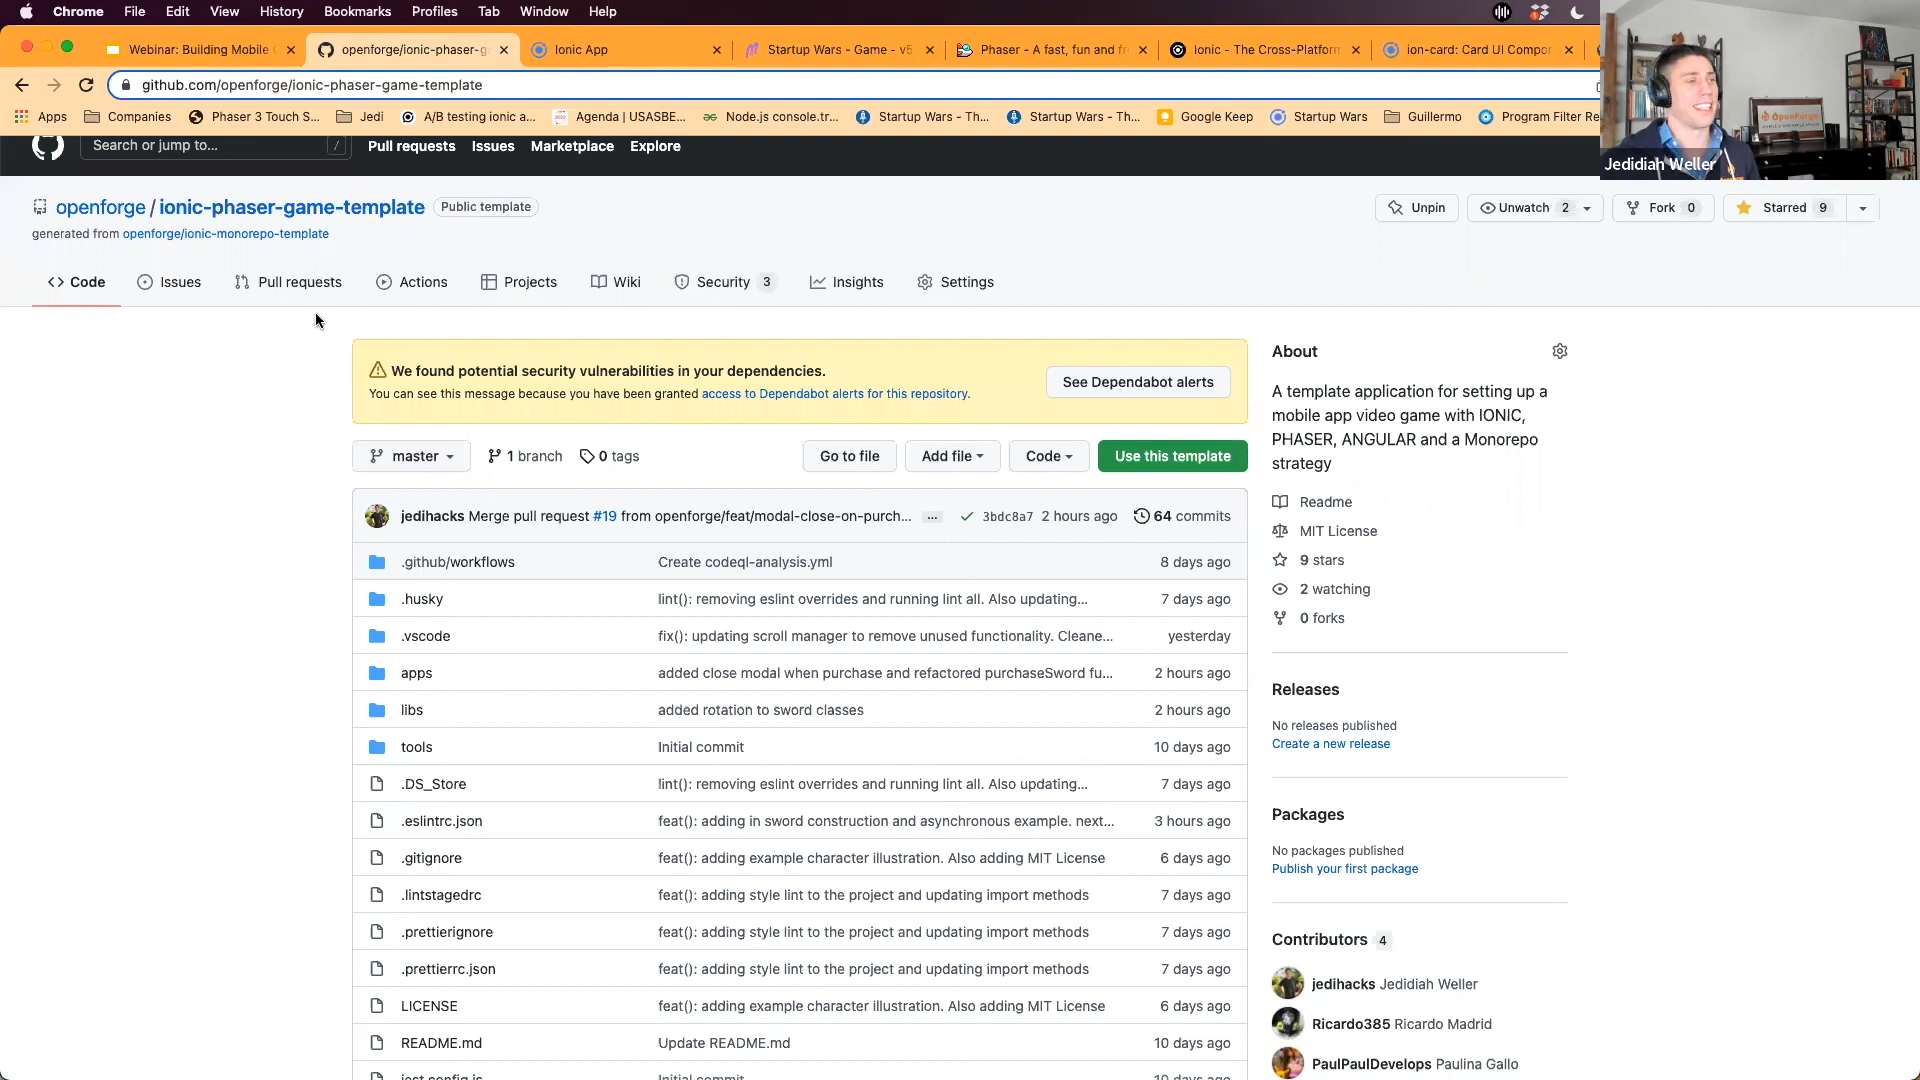 Chrome File Edit View History Bookmarks Profiles Tab Window Help
Webinar: Building Mobile
openforge/ionic-phaser-g
Ionic App
Startup Wars - Game - v5
Phaser - A fast, fun and fr
Ionic - The Cross-Platform
ion-card: Card UI Compor
github.com/openforge/ionic-phaser-game-template
Apps Companies Phaser 3 Touch S... Jedi A/B testing ionic a... Agenda | USASBE... Node.js console.tr... Startup Wars - Th... Startup Wars - Th... Google Keep Startup Wars Guillermo Program Filter Re
OpenForge
Jedidiah Weller
Search or jump to... / Pull requests Issues Marketplace Explore
openforge / ionic-phaser-game-template Public template
Unpin Unwatch 2 Fork 0 Starred 9
generated from openforge/ionic-monorepo-template
Code Issues Pull requests Actions Projects Wiki Security 3 Insights Settings
We found potential security vulnerabilities in your dependencies.
You can see this message because you have been granted access to Dependabot alerts for this repository.
See Dependabot alerts
master 1 branch 0 tags Go to file Add file Code Use this template
jedihacks Merge pull request #19 from openforge/feat/modal-close-on-purch... ... 3bdc8a7 2 hours ago 64 commits
.github/workflows Create codeql-analysis.yml 8 days ago
.husky lint(): removing eslint overrides and running lint all. Also updating... 7 days ago
.vscode fix(): updating scroll manager to remove unused functionality. Cleane... yesterday
apps added close modal when purchase and refactored purchaseSword fu... 2 hours ago
libs added rotation to sword classes 2 hours ago
tools Initial commit 10 days ago
.DS_Store lint(): removing eslint overrides and running lint all. Also updating... 7 days ago
.eslintrc.json feat(): adding in sword construction and asynchronous example. next... 3 hours ago
.gitignore feat(): adding example character illustration. Also adding MIT License 6 days ago
.lintstagedrc feat(): adding style lint to the project and updating import methods 7 days ago
.prettierignore feat(): adding style lint to the project and updating import methods 7 days ago
.prettierrc.json feat(): adding style lint to the project and updating import methods 7 days ago
LICENSE feat(): adding example character illustration. Also adding MIT License 6 days ago
README.md Update README.md 10 days ago
jest.config.js Initial commit 10 days ago
About
A template application for setting up a
mobile app video game with IONIC,
PHASER, ANGULAR and a Monorepo
strategy
Readme
MIT License
9 stars
2 watching
0 forks
Releases
No releases published
Create a new release
Packages
No packages published
Publish your first package
Contributors 4
jedihacks Jedidiah Weller
Ricardo385 Ricardo Madrid
PaulPaulDevelops Paulina Gallo